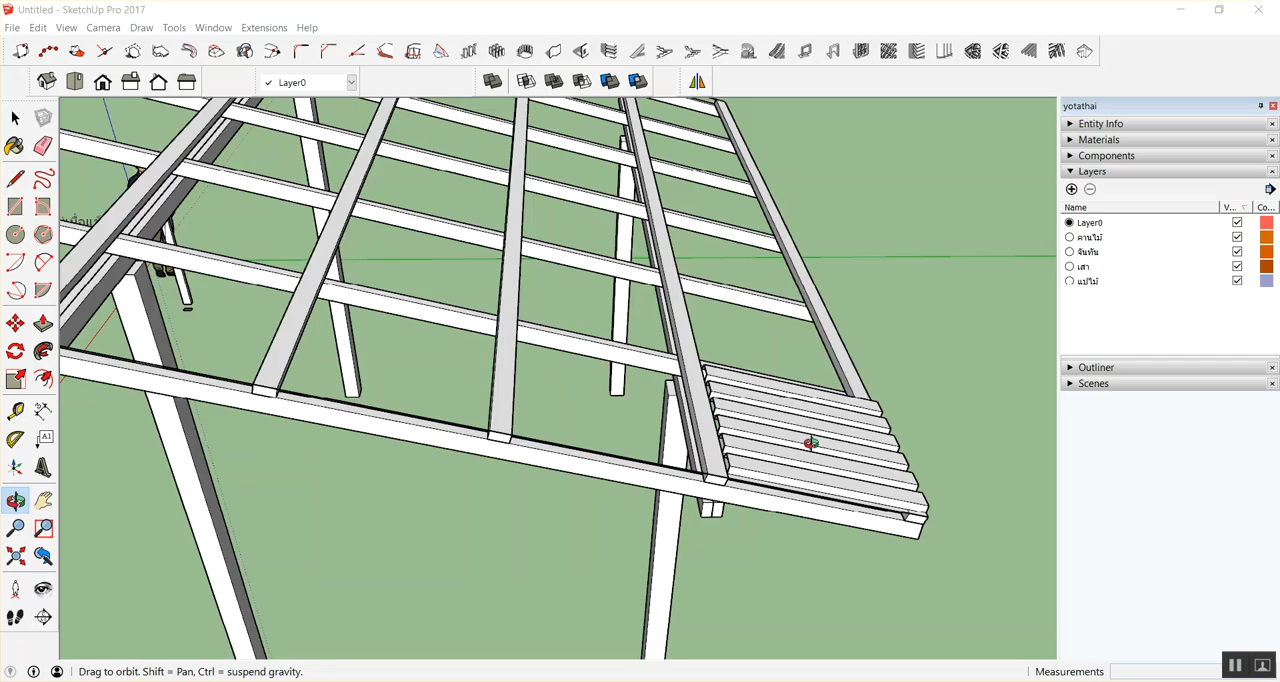 Untitled - SketchUp Pro 2017
File Edit View Camera Draw Tools Window Extensions Help
Layer0
yotathai
Entity Info
Materials
Components
Layers
Name V... Co...
Layer0
คานไม้
จันทัน
เสา
แปไม้
Outliner
Scenes
A1
Drag to orbit. Shift = Pan, Ctrl = suspend gravity.
Measurements